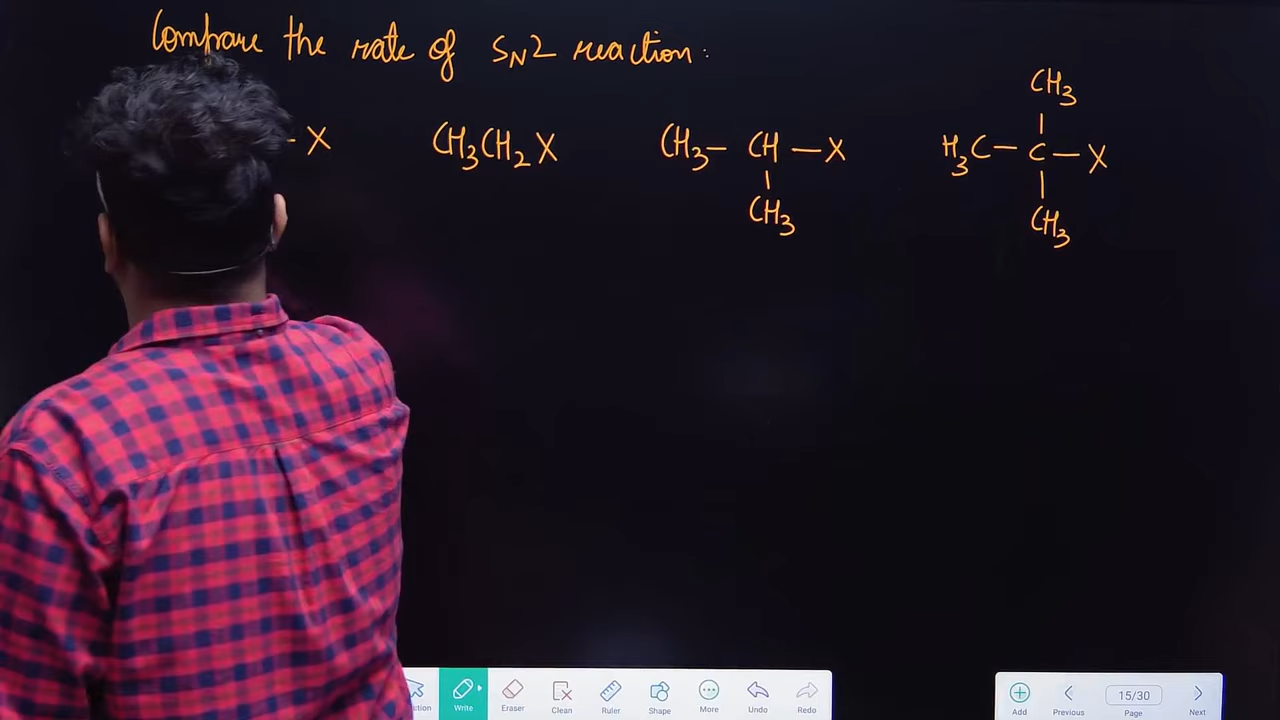 Compare the rate of SN2 reaction:
– X CH3CH2X CH3– CH –X H3C– C –X
CH3
CH3
CH3
Write Eraser Clean Ruler Shape More Undo Redo
Add Previous 15/30 Page Next